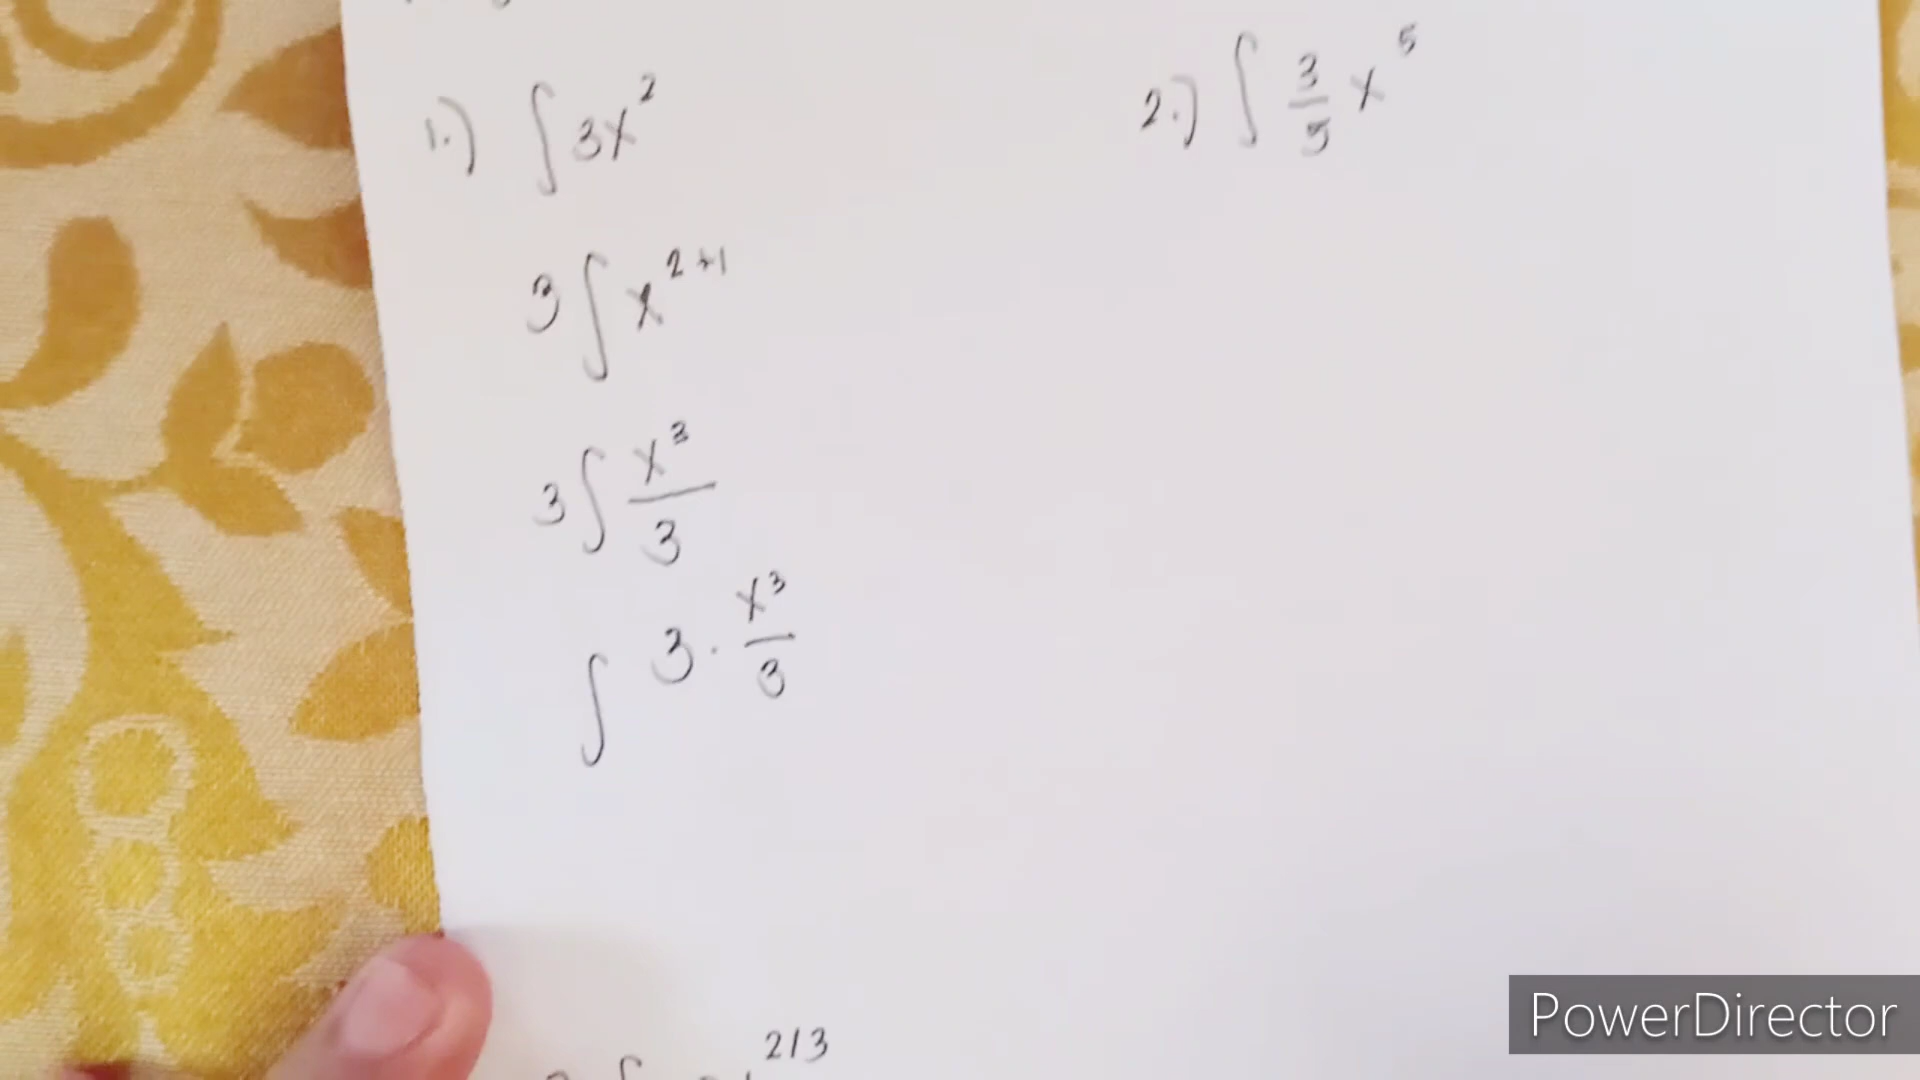 1.) ∫ 3x²
3 ∫ x²⁺¹
3 ∫ x³/3
∫ 3 · x³/3
2.) ∫ 3/5 x⁵
2/3
PowerDirector